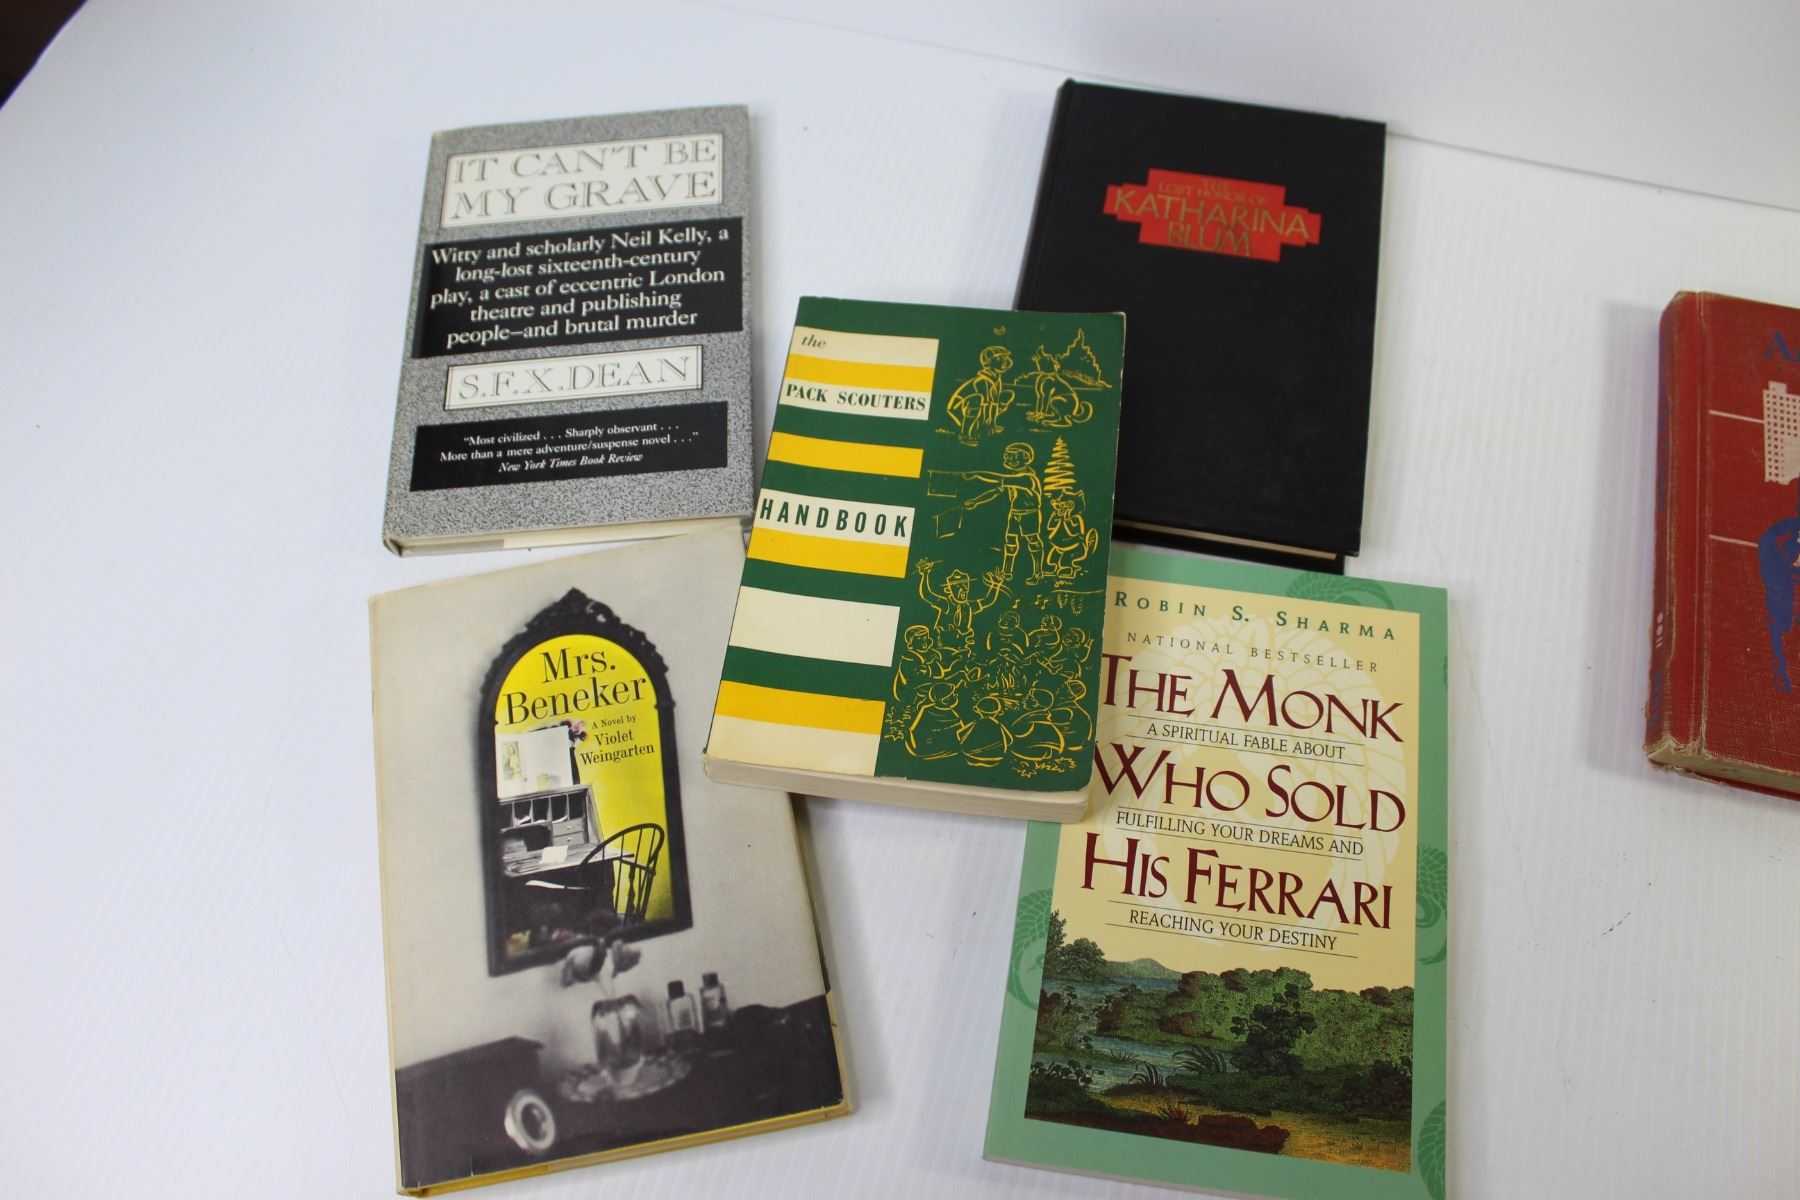 IT CAN'T BE
MY GRAVE
Witty and scholarly Neil Kelly, a
long-lost sixteenth-century
play, a cast of eccentric London
theatre and publishing
people—and brutal murder
S.F.X.DEAN
"Most civilized . . . Sharply observant . . .
More than a mere adventure/suspense novel . . ."
New York Times Book Review
THE
LOST HONOR OF
KATHARINA
BLUM
the
PACK SCOUTERS
HANDBOOK
Mrs.
Beneker
A Novel by
Violet
Weingarten
ROBIN S. SHARMA
NATIONAL BESTSELLER
THE MONK
A SPIRITUAL FABLE ABOUT
WHO SOLD
FULFILLING YOUR DREAMS AND
HIS FERRARI
REACHING YOUR DESTINY